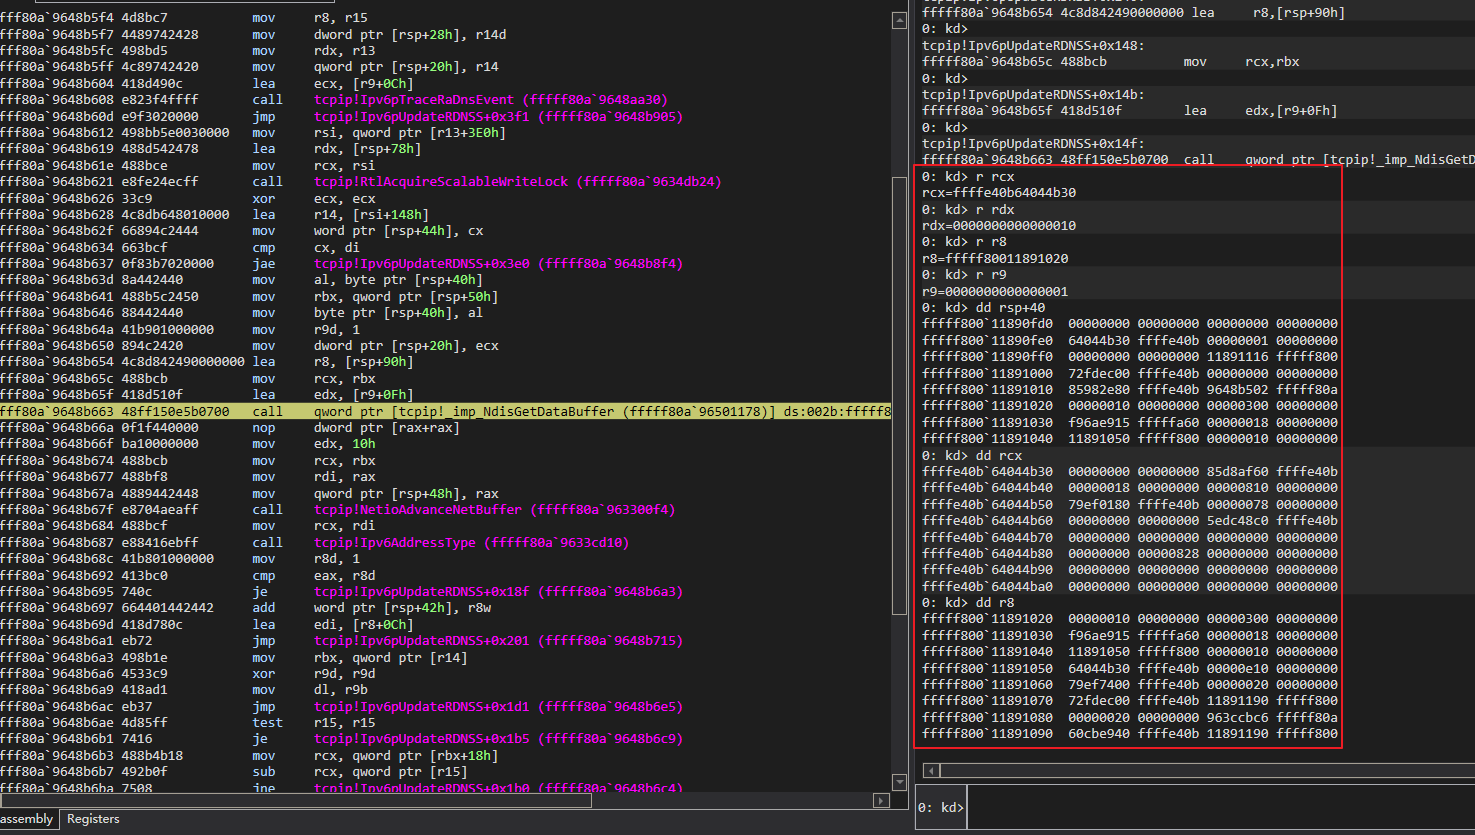 fff80a`9648b5f4 4d8bc7 mov r8, r15
fff80a`9648b5f7 4489742428 mov dword ptr [rsp+28h], r14d
fff80a`9648b5fc 498bd5 mov rdx, r13
fff80a`9648b5ff 4c89742420 mov qword ptr [rsp+20h], r14
fff80a`9648b604 418d490c lea ecx, [r9+0Ch]
fff80a`9648b608 e823f4ffff call tcpip!Ipv6pTraceRaDnsEvent (fffff80a`9648aa30)
fff80a`9648b60d e9f3020000 jmp tcpip!Ipv6pUpdateRDNSS+0x3f1 (fffff80a`9648b905)
fff80a`9648b612 498bb5e0030000 mov rsi, qword ptr [r13+3E0h]
fff80a`9648b619 488d542478 lea rdx, [rsp+78h]
fff80a`9648b61e 488bce mov rcx, rsi
fff80a`9648b621 e8fe24ecff call tcpip!RtlAcquireScalableWriteLock (fffff80a`9634db24)
fff80a`9648b626 33c9 xor ecx, ecx
fff80a`9648b628 4c8db648010000 lea r14, [rsi+148h]
fff80a`9648b62f 66894c2444 mov word ptr [rsp+44h], cx
fff80a`9648b634 663bcf cmp cx, di
fff80a`9648b637 0f83b7020000 jae tcpip!Ipv6pUpdateRDNSS+0x3e0 (fffff80a`9648b8f4)
fff80a`9648b63d 8a442440 mov al, byte ptr [rsp+40h]
fff80a`9648b641 488b5c2450 mov rbx, qword ptr [rsp+50h]
fff80a`9648b646 88442440 mov byte ptr [rsp+40h], al
fff80a`9648b64a 41b901000000 mov r9d, 1
fff80a`9648b650 894c2420 mov dword ptr [rsp+20h], ecx
fff80a`9648b654 4c8d842490000000 lea r8, [rsp+90h]
fff80a`9648b65c 488bcb mov rcx, rbx
fff80a`9648b65f 418d510f lea edx, [r9+0Fh]
fff80a`9648b663 48ff150e5b0700 call qword ptr [tcpip!_imp_NdisGetDataBuffer (fffff80a`96501178)] ds:002b:fffff8
fff80a`9648b66a 0f1f440000 nop dword ptr [rax+rax]
fff80a`9648b66f ba10000000 mov edx, 10h
fff80a`9648b674 488bcb mov rcx, rbx
fff80a`9648b677 488bf8 mov rdi, rax
fff80a`9648b67a 4889442448 mov qword ptr [rsp+48h], rax
fff80a`9648b67f e8704aeaff call tcpip!NetioAdvanceNetBuffer (fffff80a`963300f4)
fff80a`9648b684 488bcf mov rcx, rdi
fff80a`9648b687 e88416ebff call tcpip!Ipv6AddressType (fffff80a`9633cd10)
fff80a`9648b68c 41b801000000 mov r8d, 1
fff80a`9648b692 413bc0 cmp eax, r8d
fff80a`9648b695 740c je tcpip!Ipv6pUpdateRDNSS+0x18f (fffff80a`9648b6a3)
fff80a`9648b697 664401442442 add word ptr [rsp+42h], r8w
fff80a`9648b69d 418d780c lea edi, [r8+0Ch]
fff80a`9648b6a1 eb72 jmp tcpip!Ipv6pUpdateRDNSS+0x201 (fffff80a`9648b715)
fff80a`9648b6a3 498b1e mov rbx, qword ptr [r14]
fff80a`9648b6a6 4533c9 xor r9d, r9d
fff80a`9648b6a9 418ad1 mov dl, r9b
fff80a`9648b6ac eb37 jmp tcpip!Ipv6pUpdateRDNSS+0x1d1 (fffff80a`9648b6e5)
fff80a`9648b6ae 4d85ff test r15, r15
fff80a`9648b6b1 7416 je tcpip!Ipv6pUpdateRDNSS+0x1b5 (fffff80a`9648b6c9)
fff80a`9648b6b3 488b4b18 mov rcx, qword ptr [rbx+18h]
fff80a`9648b6b7 492b0f sub rcx, qword ptr [r15]
fff80a`9648b6ba 7508 jne tcpip!Ipv6pUpdateRDNSS+0x1b0 (fffff80a`9648b6c4)
assembly Registers
fffff80a`9648b654 4c8d842490000000 lea r8,[rsp+90h]
0: kd>
tcpip!Ipv6pUpdateRDNSS+0x148:
fffff80a`9648b65c 488bcb mov rcx,rbx
0: kd>
tcpip!Ipv6pUpdateRDNSS+0x14b:
fffff80a`9648b65f 418d510f lea edx,[r9+0Fh]
0: kd>
tcpip!Ipv6pUpdateRDNSS+0x14f:
fffff80a`9648b663 48ff150e5b0700 call qword ptr [tcpip!_imp_NdisGetD
0: kd> r rcx
rcx=ffffe40b64044b30
0: kd> r rdx
rdx=0000000000000010
0: kd> r r8
r8=fffff80011891020
0: kd> r r9
r9=0000000000000001
0: kd> dd rsp+40
fffff800`11890fd0 00000000 00000000 00000000 00000000
fffff800`11890fe0 64044b30 ffffe40b 00000001 00000000
fffff800`11890ff0 00000000 00000000 11891116 fffff800
fffff800`11891000 72fdec00 ffffe40b 00000000 00000000
fffff800`11891010 85982e80 ffffe40b 9648b502 fffff80a
fffff800`11891020 00000010 00000000 00000300 00000000
fffff800`11891030 f96ae915 fffffa60 00000018 00000000
fffff800`11891040 11891050 fffff800 00000010 00000000
0: kd> dd rcx
ffffe40b`64044b30 00000000 00000000 85d8af60 ffffe40b
ffffe40b`64044b40 00000018 00000000 00000810 00000000
ffffe40b`64044b50 79ef0180 ffffe40b 00000078 00000000
ffffe40b`64044b60 00000000 00000000 5edc48c0 ffffe40b
ffffe40b`64044b70 00000000 00000000 00000000 00000000
ffffe40b`64044b80 00000000 00000828 00000000 00000000
ffffe40b`64044b90 00000000 00000000 00000000 00000000
ffffe40b`64044ba0 00000000 00000000 00000000 00000000
0: kd> dd r8
fffff800`11891020 00000010 00000000 00000300 00000000
fffff800`11891030 f96ae915 fffffa60 00000018 00000000
fffff800`11891040 11891050 fffff800 00000010 00000000
fffff800`11891050 64044b30 ffffe40b 00000e10 00000000
fffff800`11891060 79ef7400 ffffe40b 00000020 00000000
fffff800`11891070 72fdec00 ffffe40b 11891190 fffff800
fffff800`11891080 00000020 00000000 963ccbc6 fffff80a
fffff800`11891090 60cbe940 ffffe40b 11891190 fffff800
0: kd>